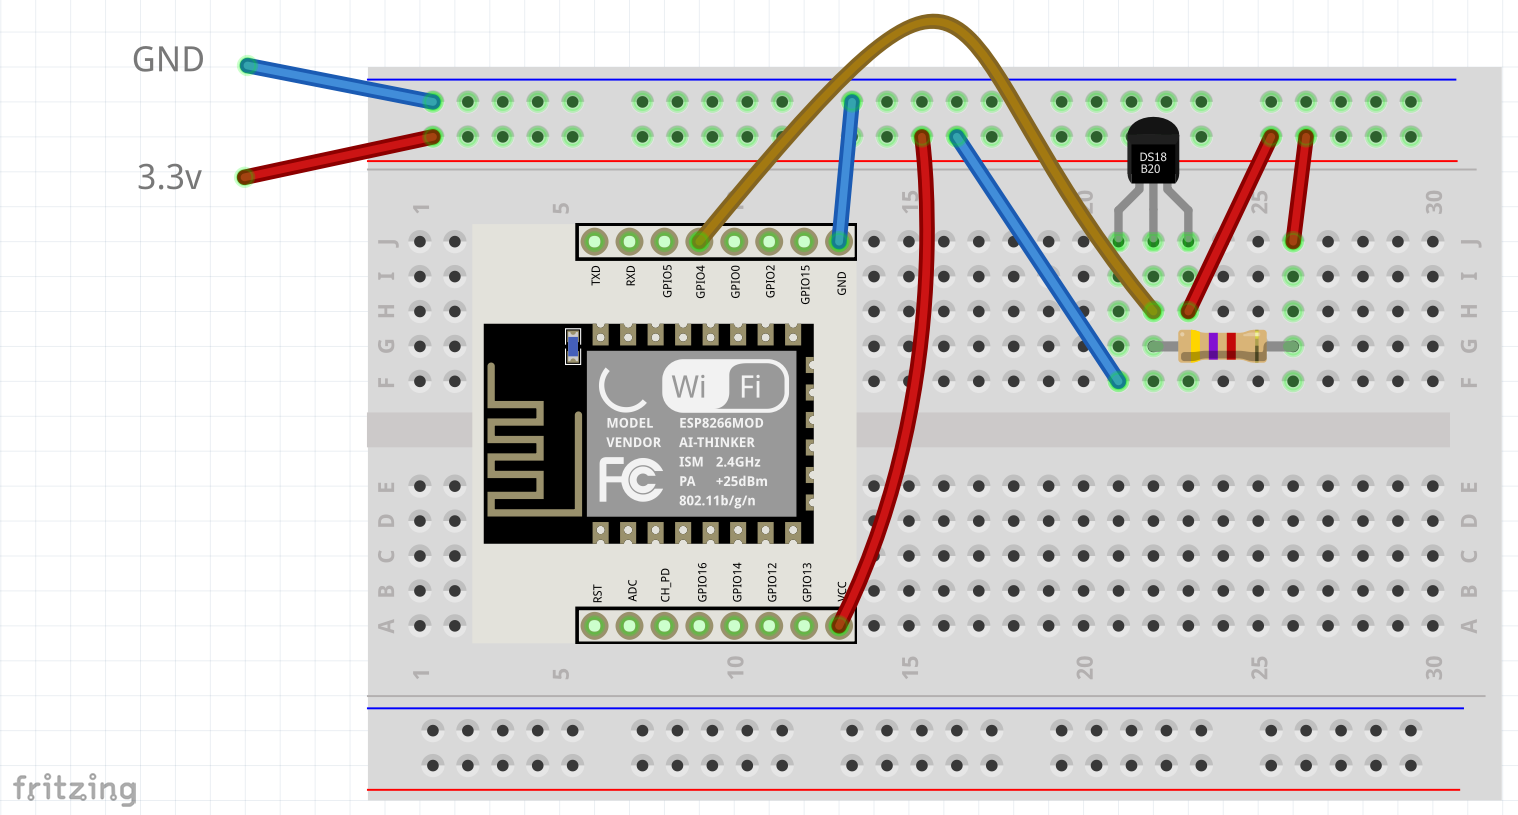 GND
3.3v
DS18
B20
1 5 15 20 25 30
J J
I I
H H
G G
F F
TXD RXD GPIO5 GPIO4 GPIO0 GPIO2 GPIO15 GND
Wi Fi
MODEL ESP8266MOD
VENDOR AI-THINKER
ISM 2.4GHz
PA +25dBm
802.11b/g/n
FC
E E
D D
C C
B B
A A
RST ADC CH_PD GPIO16 GPIO14 GPIO12 GPIO13 VCC
1 5 10 15 20 25 30
fritzing